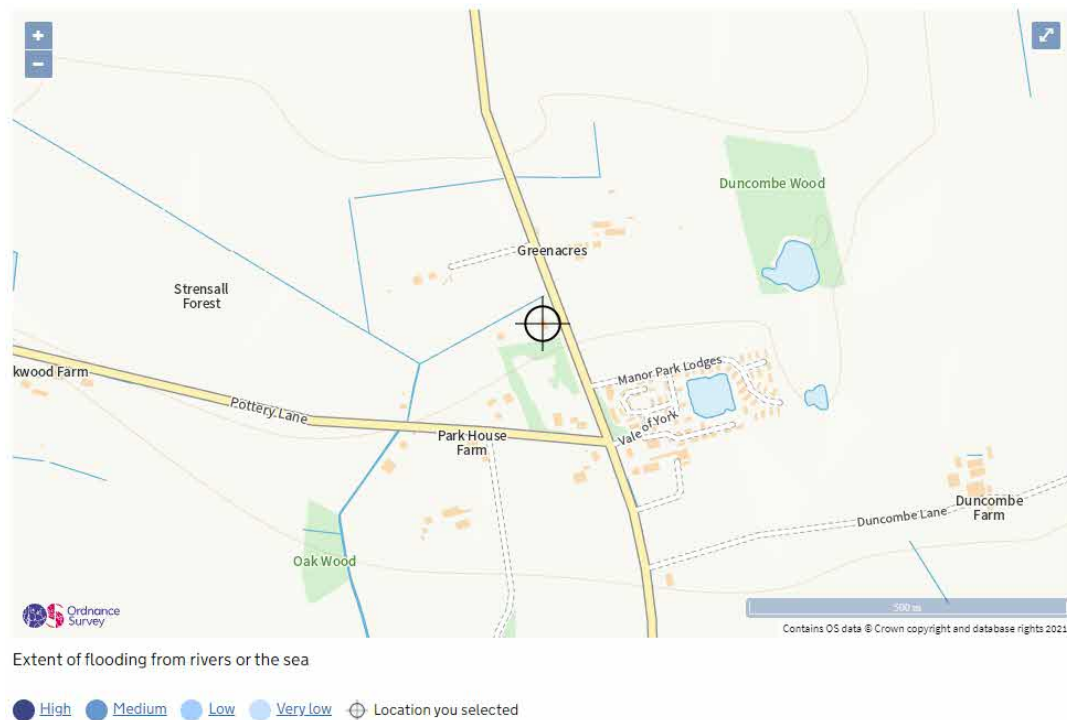 +
−
Duncombe Wood
Greenacres
Strensall
Forest
kwood Farm
Manor Park Lodges
Pottery Lane
Vale of York
Park House
Farm
Duncombe
Farm
Duncombe Lane
Oak Wood
500 m
Ordnance
Survey
Contains OS data © Crown copyright and database rights 2021
Extent of flooding from rivers or the sea
High Medium Low Very low Location you selected